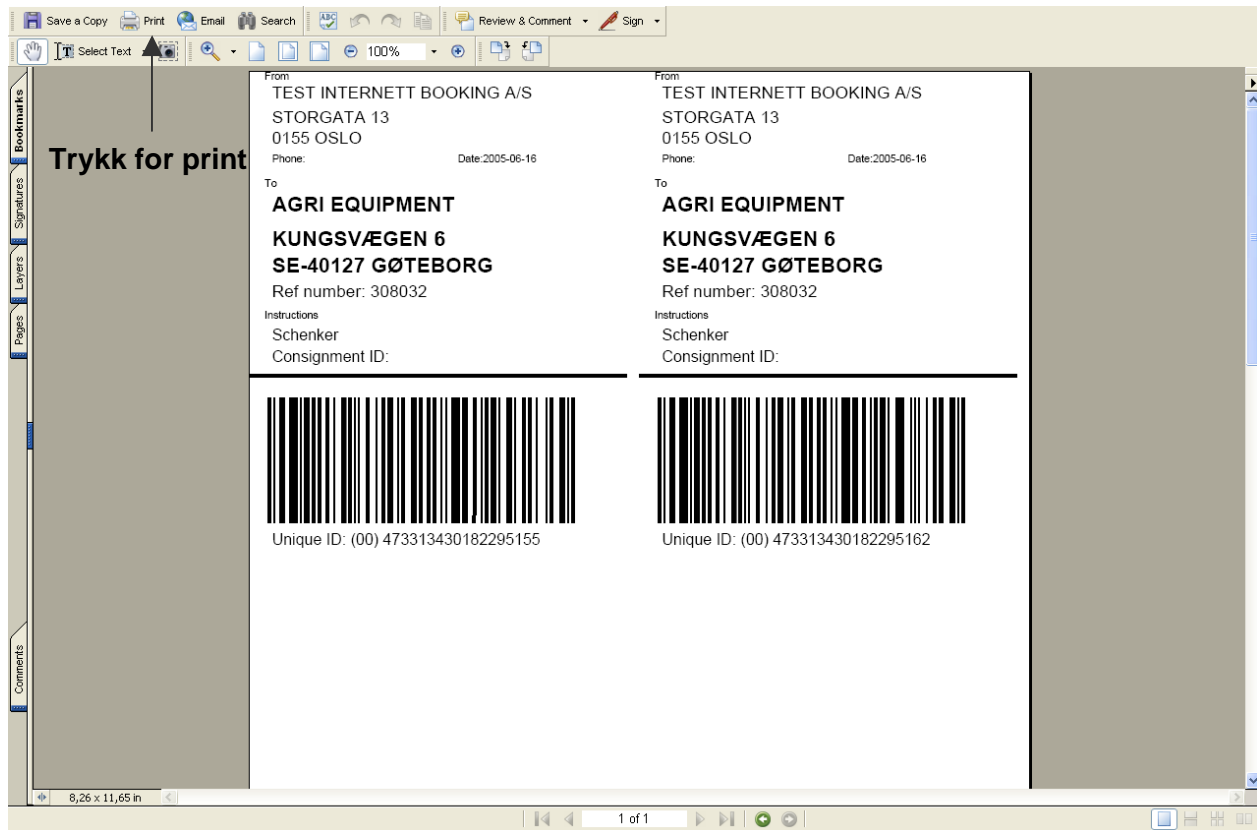 Save a Copy Print Email Search Review & Comment Sign
Select Text 100%
Bookmarks
Signatures
Layers
Pages
Comments
Trykk for print
From
TEST INTERNETT BOOKING A/S
STORGATA 13
0155 OSLO
Phone: Date:2005-06-16
To
AGRI EQUIPMENT
KUNGSVÆGEN 6
SE-40127 GØTEBORG
Ref number: 308032
Instructions
Schenker
Consignment ID:
Unique ID: (00) 473313430182295155
From
TEST INTERNETT BOOKING A/S
STORGATA 13
0155 OSLO
Phone: Date:2005-06-16
To
AGRI EQUIPMENT
KUNGSVÆGEN 6
SE-40127 GØTEBORG
Ref number: 308032
Instructions
Schenker
Consignment ID:
Unique ID: (00) 473313430182295162
8,26 x 11,65 in
1 of 1